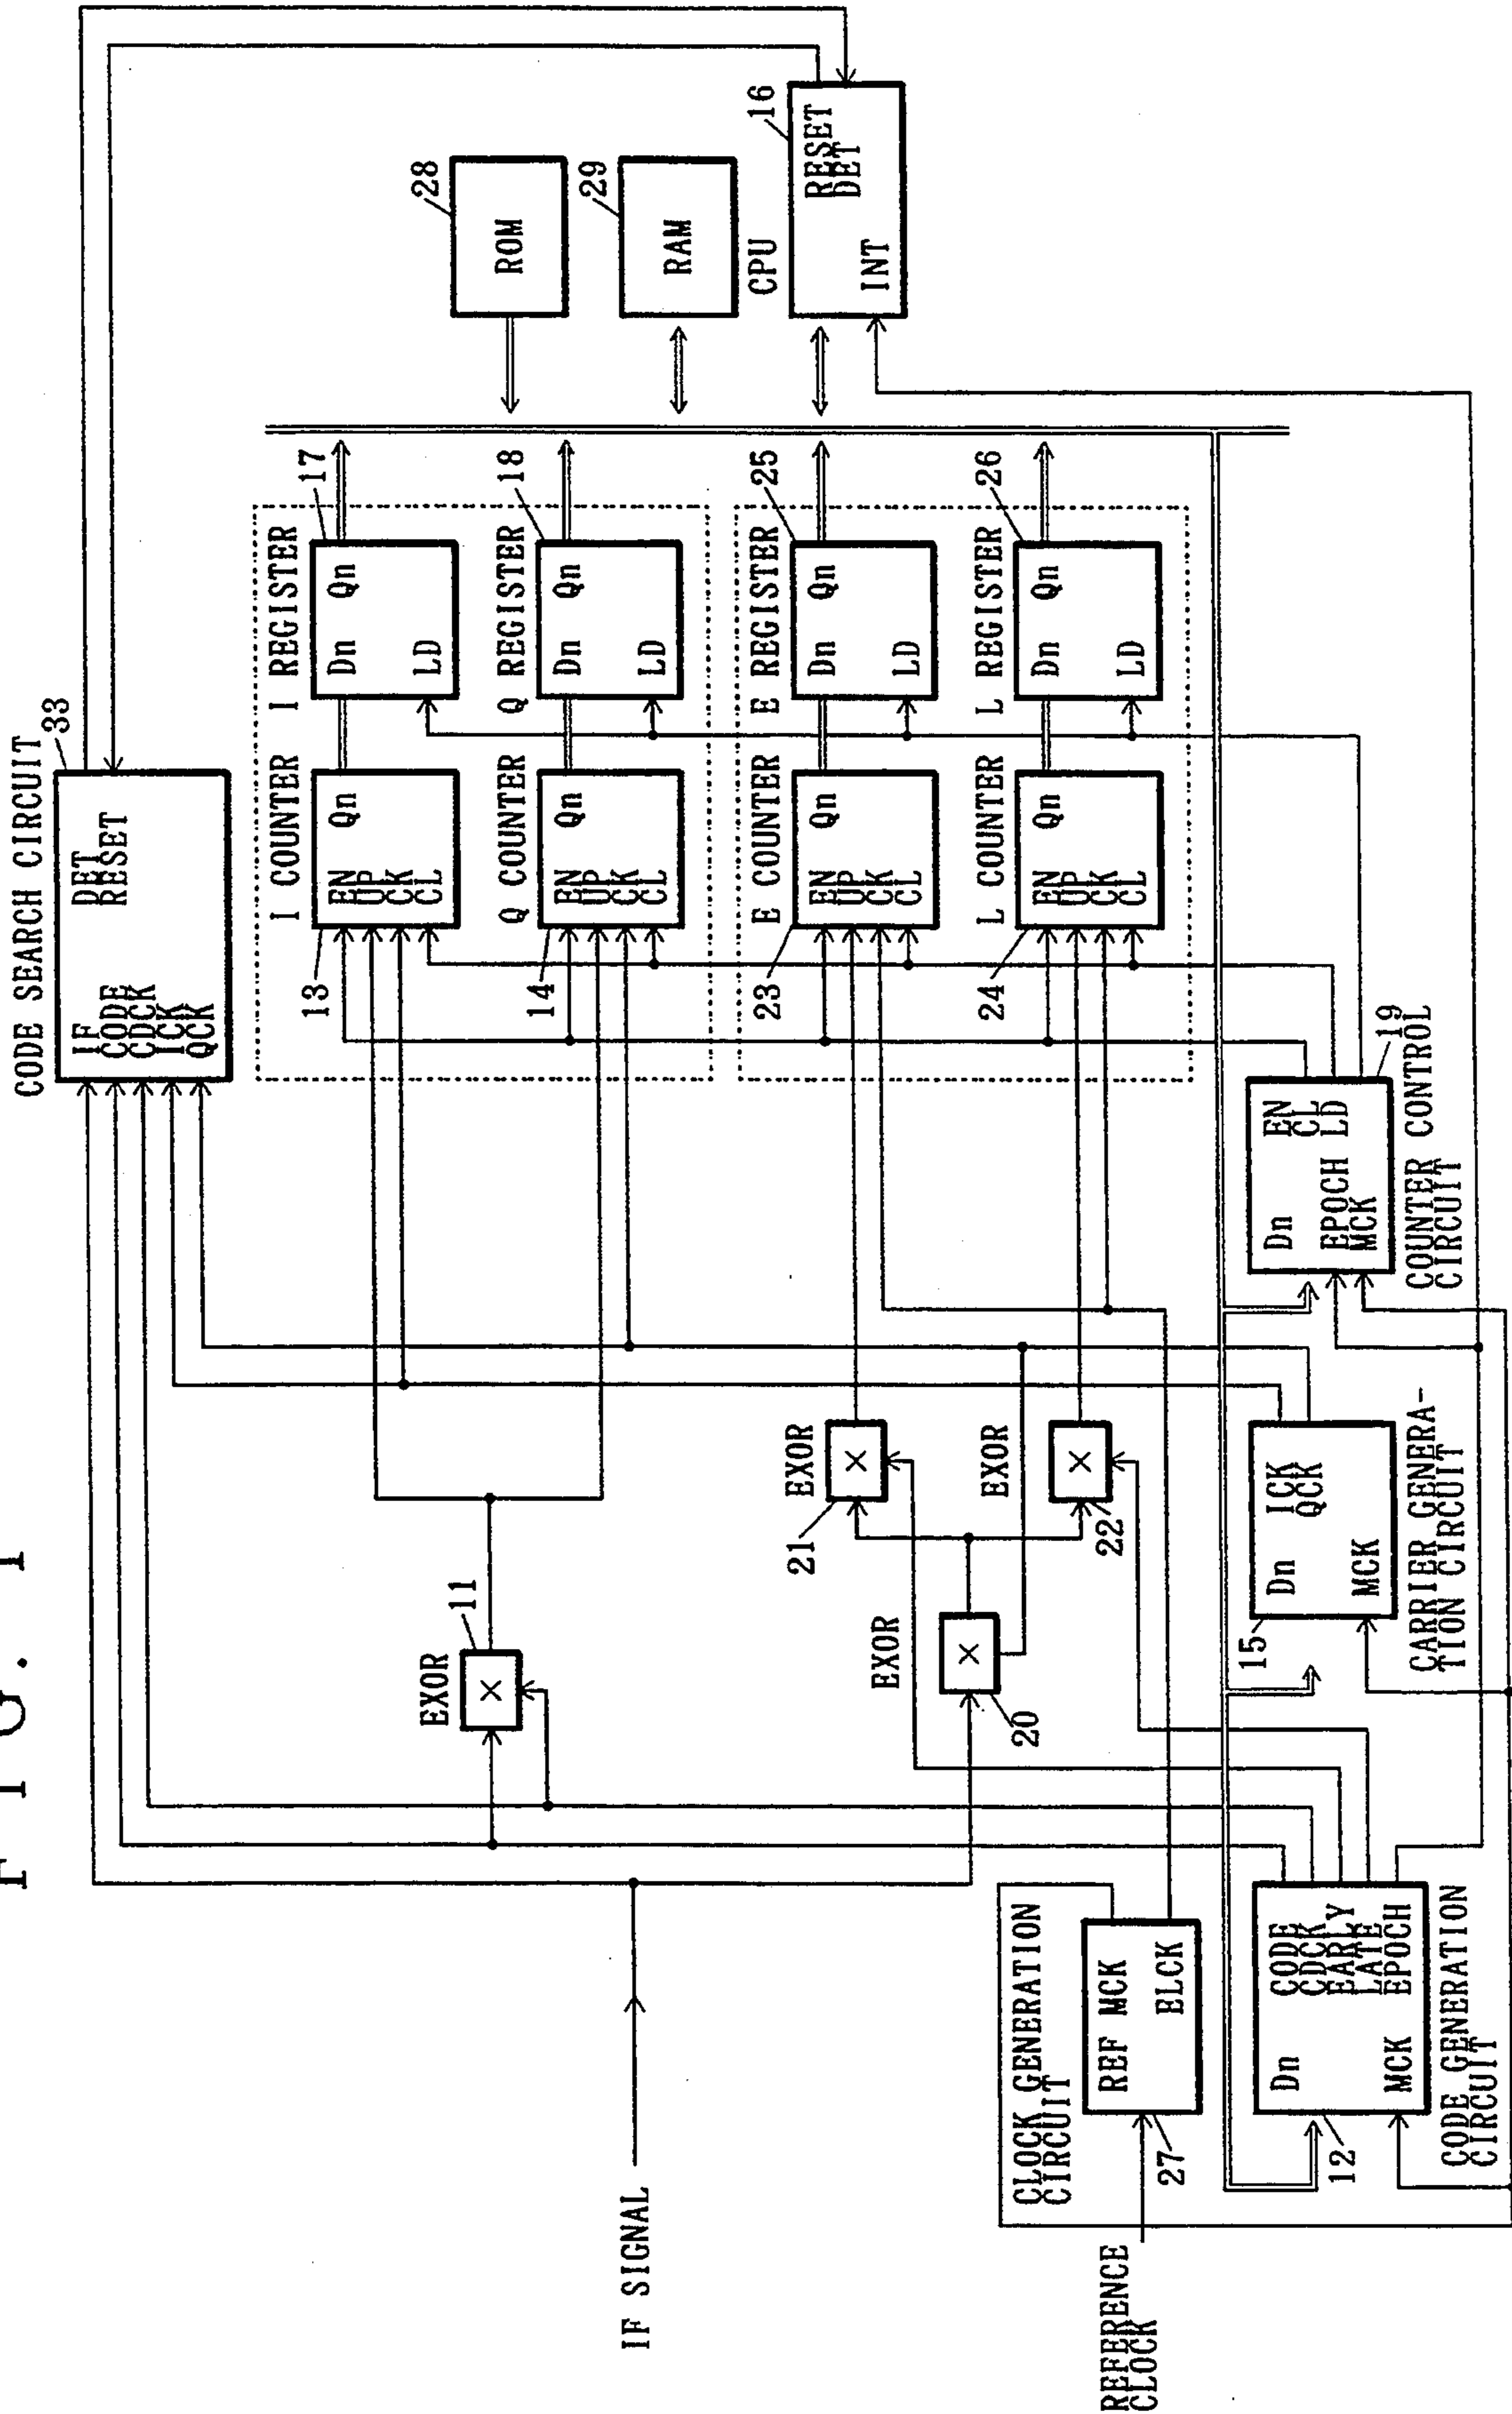 FIG. 1
CODE SEARCH CIRCUIT
33
IF
CODE
CDCK
ICK
QCK
DET
RESET
I COUNTER
13
EN
UP
CK
CL
Qn
I REGISTER
17
Dn
Qn
LD
Q COUNTER
14
EN
UP
CK
CL
Qn
Q REGISTER
18
Dn
Qn
LD
E COUNTER
23
EN
UP
CK
CL
Qn
E REGISTER
25
Dn
Qn
LD
L COUNTER
24
EN
UP
CK
CL
Qn
L REGISTER
26
Dn
Qn
LD
28
ROM
29
RAM
CPU
16
RESET
DET
INT
EXOR
11
×
EXOR
20
×
EXOR
21
×
EXOR
22
×
IF SIGNAL
REFERENCE
CLOCK
CLOCK GENERATION
CIRCUIT
27
REF
MCK
ELCK
12
Dn
MCK
CODE
CDCK
EARLY
LATE
EPOCH
CODE GENERATION
CIRCUIT
15
Dn
ICK
QCK
MCK
CARRIER GENERA-
TION CIRCUIT
Dn
EPOCH
MCK
EN
CL
LD
19
COUNTER CONTROL
CIRCUIT